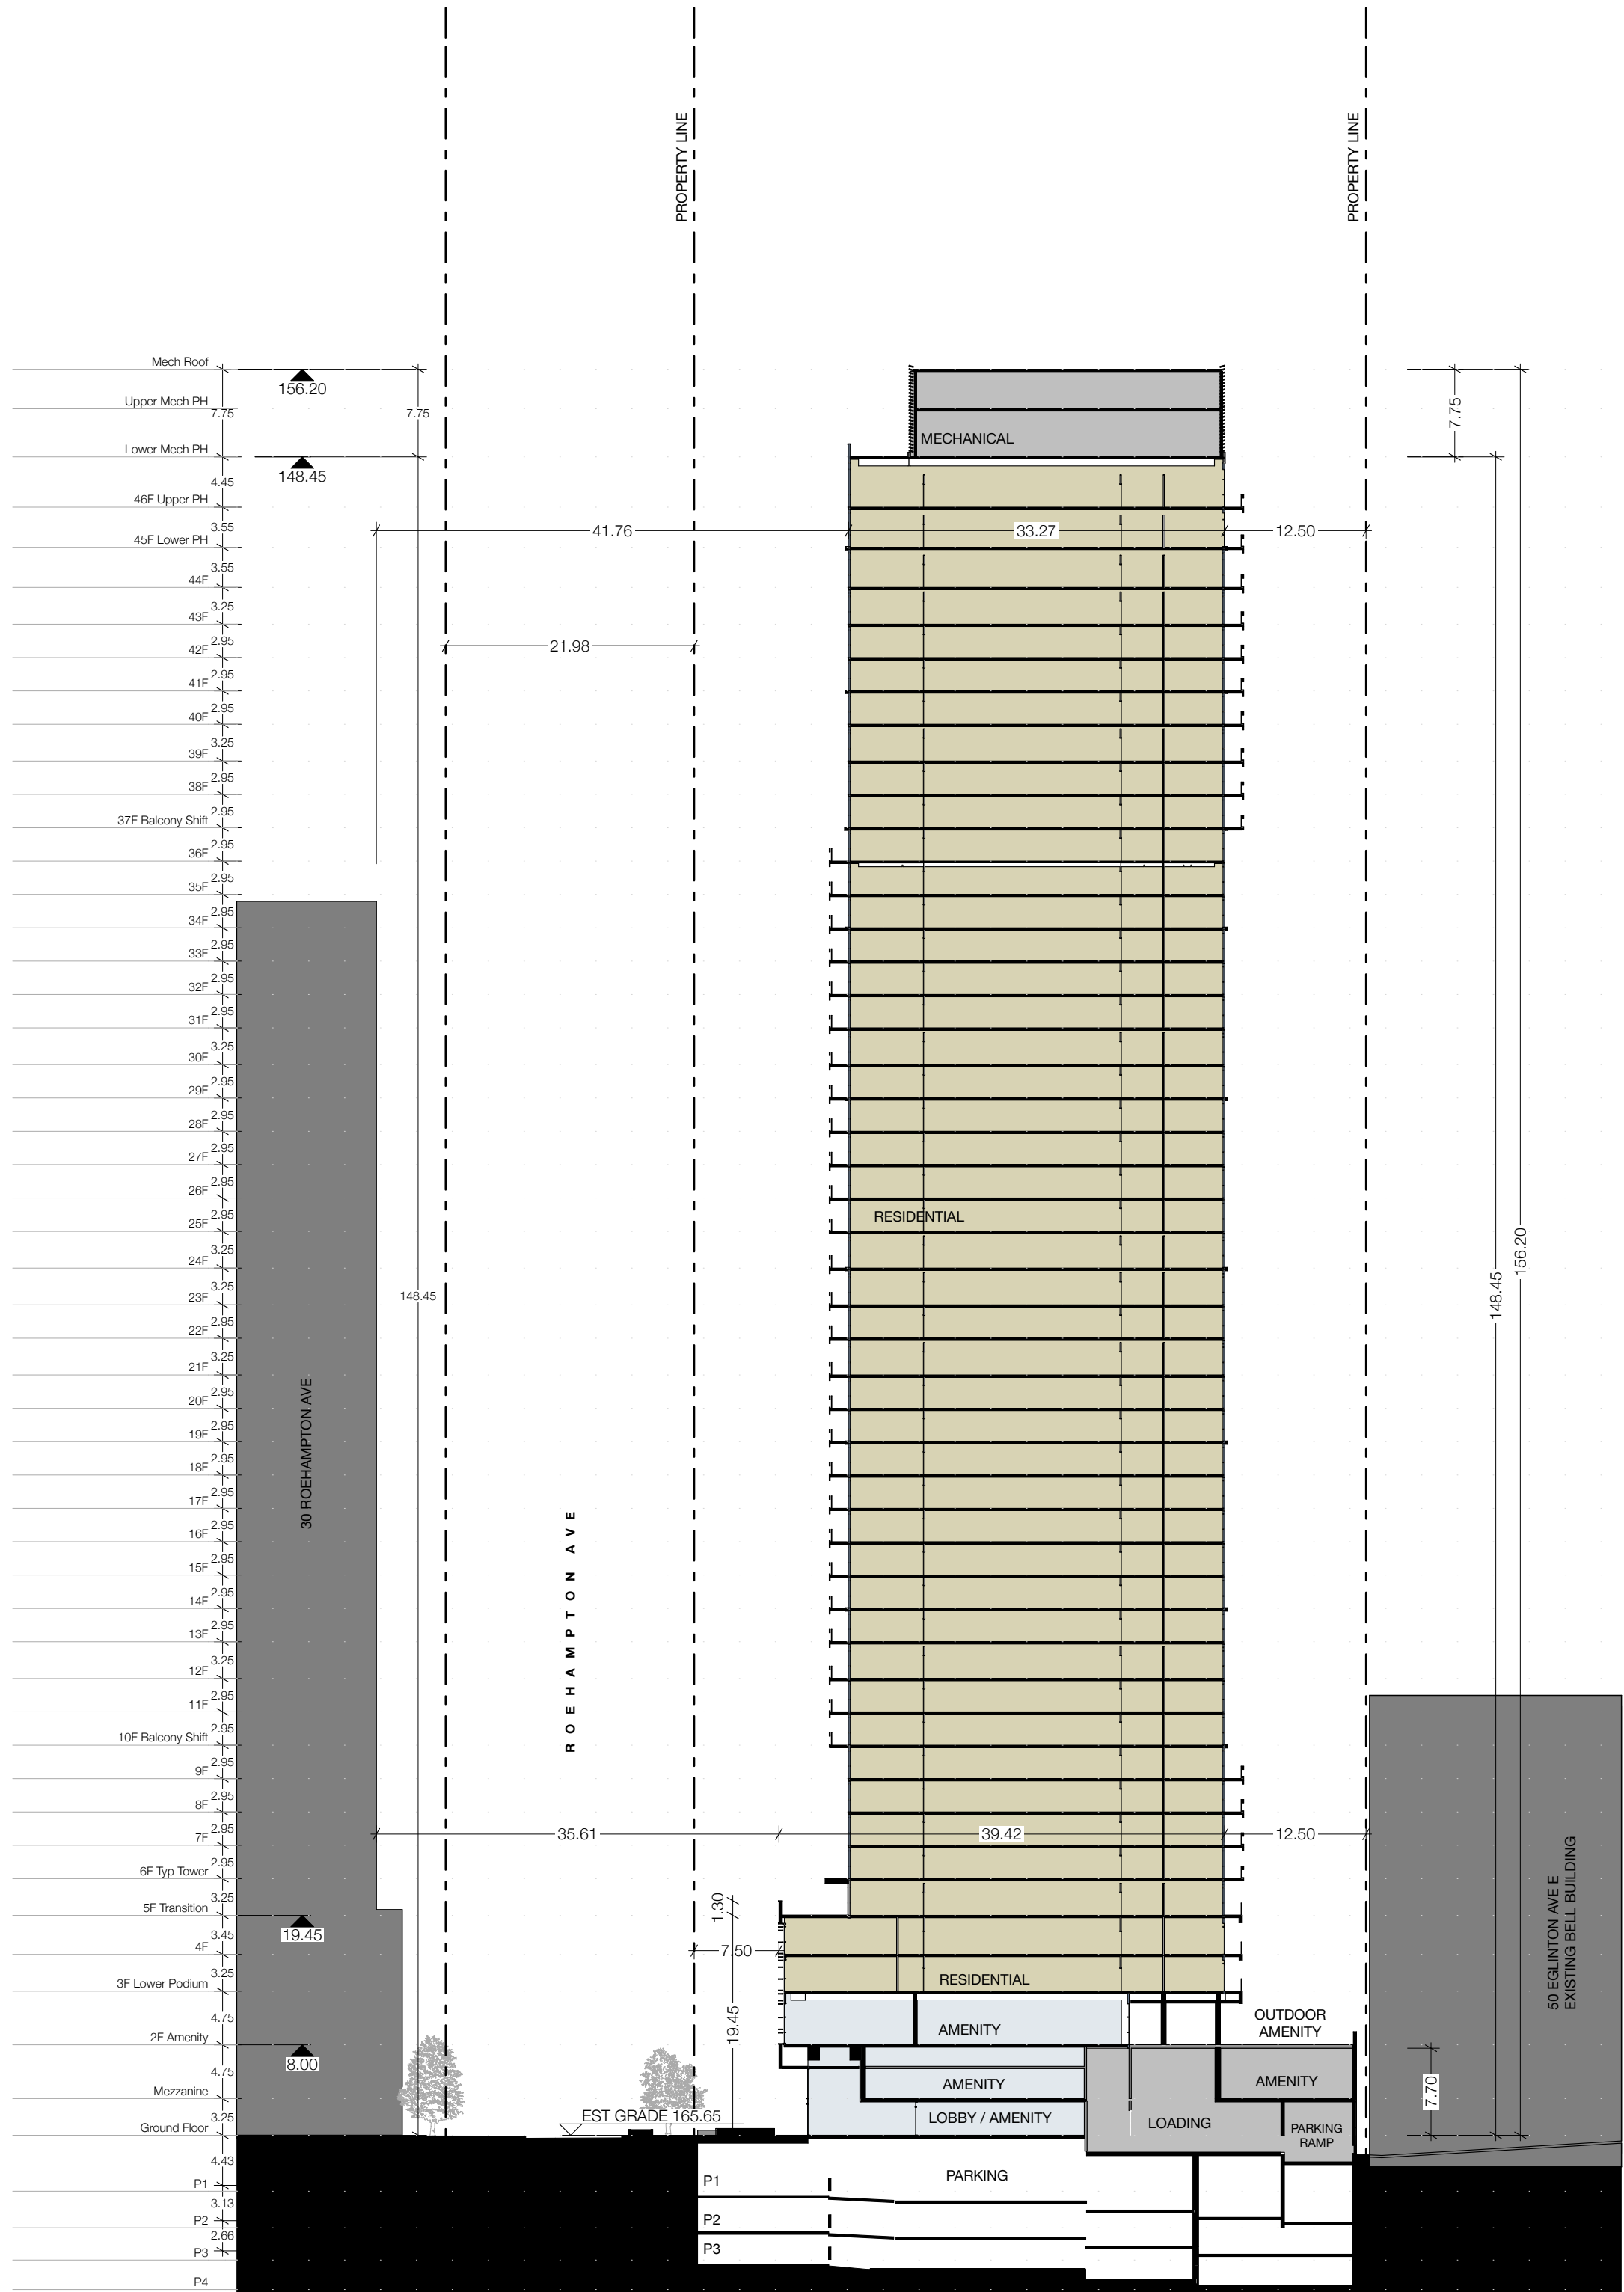 PROPERTY LINE
PROPERTY LINE
Mech Roof
156.20
7.75
Upper Mech PH
7.75
7.75
MECHANICAL
Lower Mech PH
148.45
4.45
46F Upper PH
3.55
41.76
33.27
12.50
45F Lower PH
3.55
44F
3.25
43F
2.95
21.98
42F
2.95
41F
2.95
40F
3.25
39F
2.95
38F
2.95
37F Balcony Shift
2.95
36F
2.95
35F
2.95
34F
2.95
33F
2.95
32F
2.95
31F
3.25
30F
2.95
29F
2.95
28F
2.95
27F
2.95
26F
2.95
RESIDENTIAL
25F
3.25
24F
3.25
148.45
148.45
156.20
23F
2.95
22F
3.25
21F
2.95
20F
2.95
19F
2.95
18F
2.95
17F
2.95
16F
2.95
15F
2.95
14F
2.95
13F
3.25
12F
2.95
11F
2.95
10F Balcony Shift
2.95
9F
2.95
8F
2.95
7F
2.95
35.61
39.42
12.50
6F Typ Tower
3.25
5F Transition
19.45
3.45
4F
3.25
3F Lower Podium
4.75
2F Amenity
8.00
4.75
Mezzanine
3.25
Ground Floor
4.43
P1
3.13
P2
2.66
P3
P4
30 ROEHAMPTON AVE
ROEHAMPTON AVE
1.30
7.50
19.45
RESIDENTIAL
AMENITY
OUTDOOR
AMENITY
AMENITY
AMENITY
LOBBY / AMENITY
LOADING
PARKING
RAMP
7.70
EST GRADE 165.65
PARKING
P1
P2
P3
50 EGLINTON AVE E
EXISTING BELL BUILDING